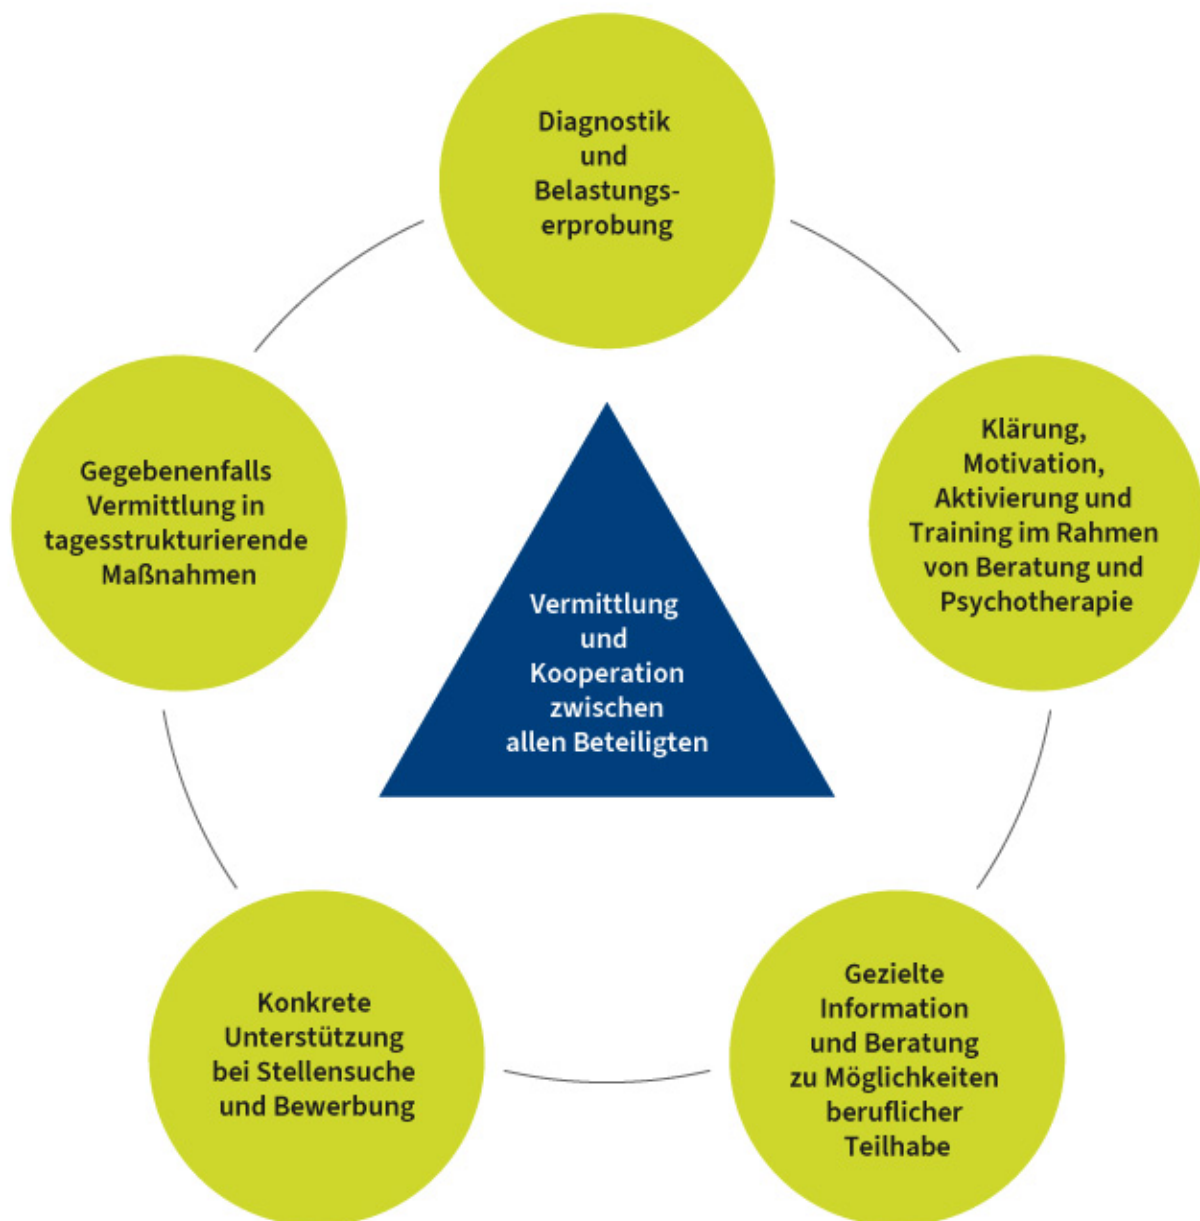 Diagnostik
und
Belastungs-
erprobung
Klärung,
Motivation,
Aktivierung und
Training im Rahmen
von Beratung und
Psychotherapie
Gezielte
Information
und Beratung
zu Möglichkeiten
beruflicher
Teilhabe
Konkrete
Unterstützung
bei Stellensuche
und Bewerbung
Gegebenenfalls
Vermittlung in
tagesstrukturierende
Maßnahmen
Vermittlung
und
Kooperation
zwischen
allen Beteiligten